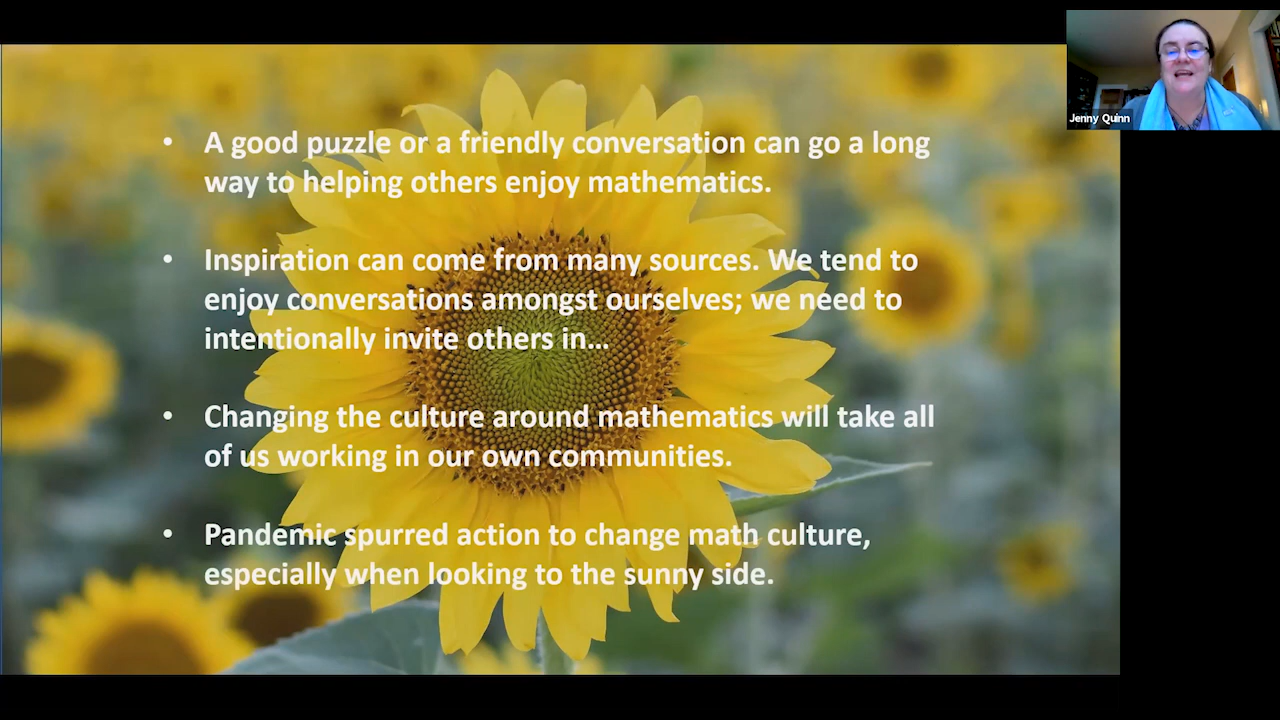 • A good puzzle or a friendly conversation can go a long
way to helping others enjoy mathematics.
• Inspiration can come from many sources. We tend to
enjoy conversations amongst ourselves; we need to
intentionally invite others in…
• Changing the culture around mathematics will take all
of us working in our own communities.
• Pandemic spurred action to change math culture,
especially when looking to the sunny side.
Jenny Quinn